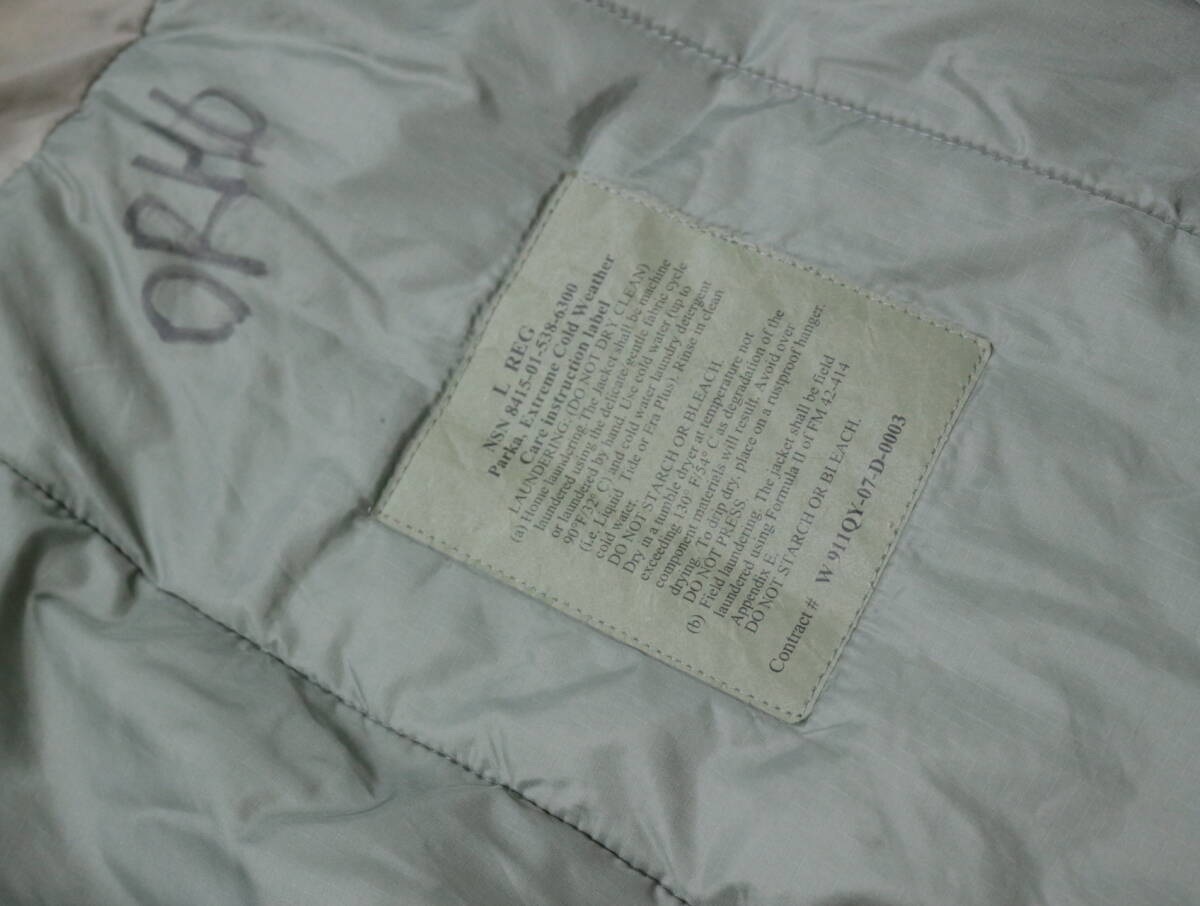 ORH6
L REG
NSN 8415-01-538-6300
Parka, Extreme Cold Weather
Care instruction label
LAUNDERING: (DO NOT DRY CLEAN)
(a) Home laundering. The Jacket shall be machine
laundered using the delicate gentle fabric cycle
or laundered by hand. Use cold water (up to
90°F/32° C) and cold water laundry detergent
(i.e., Liquid Tide or Era Plus). Rinse in clean
cold water.
DO NOT STARCH OR BLEACH.
Dry in a tumble dryer at temperature not
exceeding 130° F/54° C as degradation of the
component materials will result. Avoid over
drying. To drip dry, place on a rustproof hanger.
DO NOT PRESS
(b) Field laundering. The jacket shall be field
laundered using Formula II of FM 42-414
Appendix E.
DO NOT STARCH OR BLEACH.
Contract # W 911QY-07-D-0003